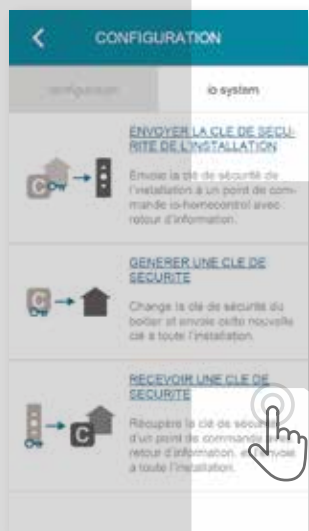 CONFIGURATION
configuration
io system
ENVOYER LA CLE DE SECU-
RITE DE L'INSTALLATION
Envoie la clé de sécurité de
l'installation à un point de com-
mande io-homecontrol avec
retour d'information.
GENERER UNE CLE DE
SECURITE
Change la clé de sécurité du
boîtier et envoie cette nouvelle
clé à toute l'installation.
RECEVOIR UNE CLE DE
SECURITE
Récupère la clé de sécurité
d'un point de commande avec
retour d'information, et l'envoie
à toute l'installation.